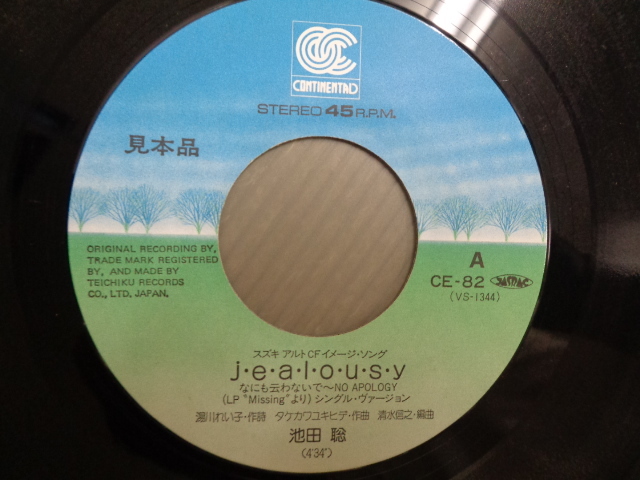 CONTINENTAL
STEREO 45 R.P.M.
見本品
ORIGINAL RECORDING BY,
TRADE MARK REGISTERED
BY, AND MADE BY
TEICHIKU RECORDS
CO., LTD. JAPAN.
A
CE-82 JASRAC
(VS-1344)
スズキ アルトCFイメージ・ソング
j・e・a・l・o・u・s・y
なにも云わないで〜NO APOLOGY
(LP "Missing"より) シングル・ヴァージョン
湯川れい子・作詩 タケカワユキヒデ・作曲 清水信之・編曲
池田 聡
(4'34")